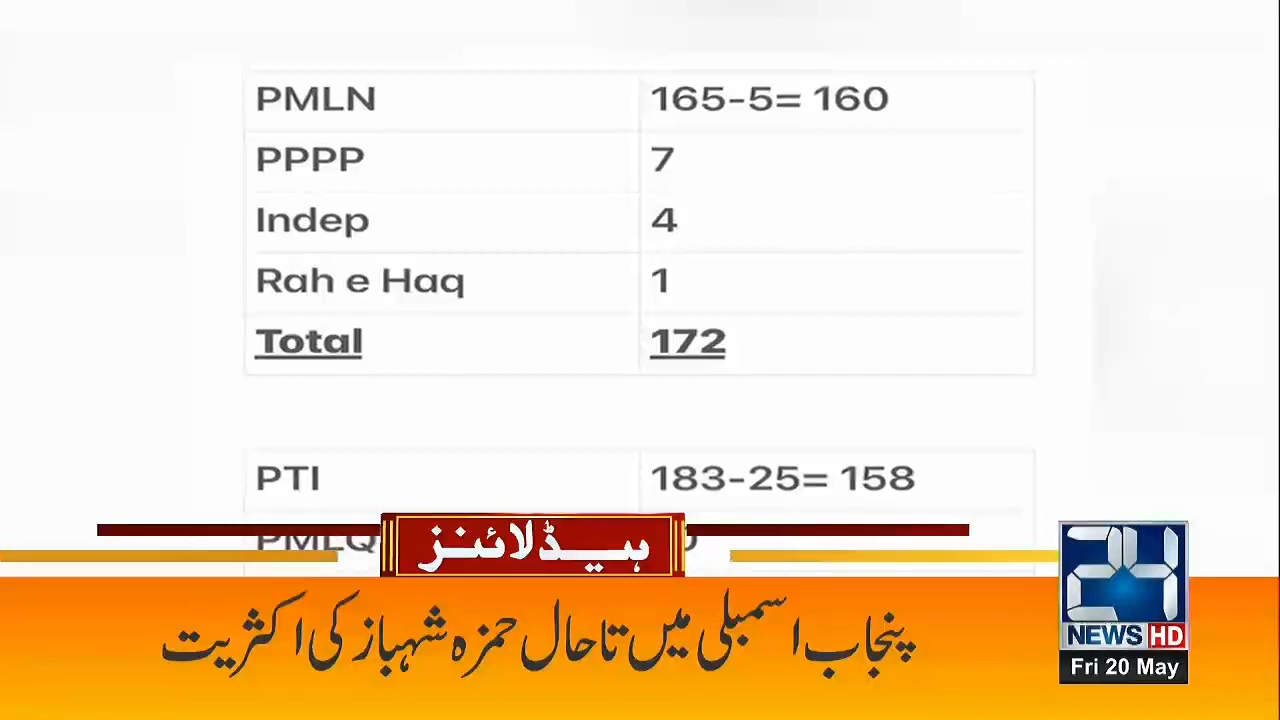 PMLN 165-5= 160
PPPP 7
Indep 4
Rah e Haq 1
Total 172
PTI 183-25= 158
PMLQ
ہیڈلائنز
پنجاب اسمبلی میں تاحال حمزہ شہباز کی اکثریت
24
NEWS HD
Fri 20 May